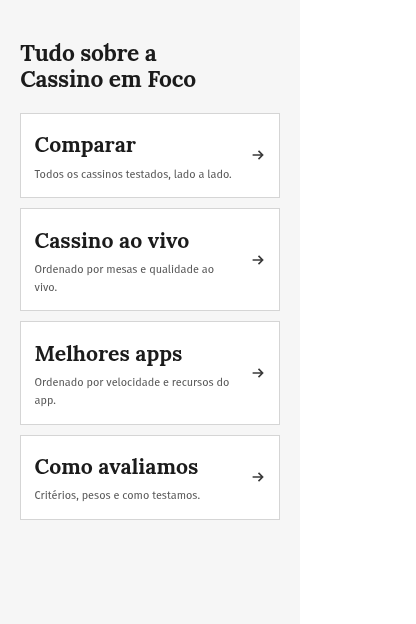 Tudo sobre a
Cassino em Foco
Comparar
Todos os cassinos testados, lado a lado.
Cassino ao vivo
Ordenado por mesas e qualidade ao
vivo.
Melhores apps
Ordenado por velocidade e recursos do
app.
Como avaliamos
Critérios, pesos e como testamos.